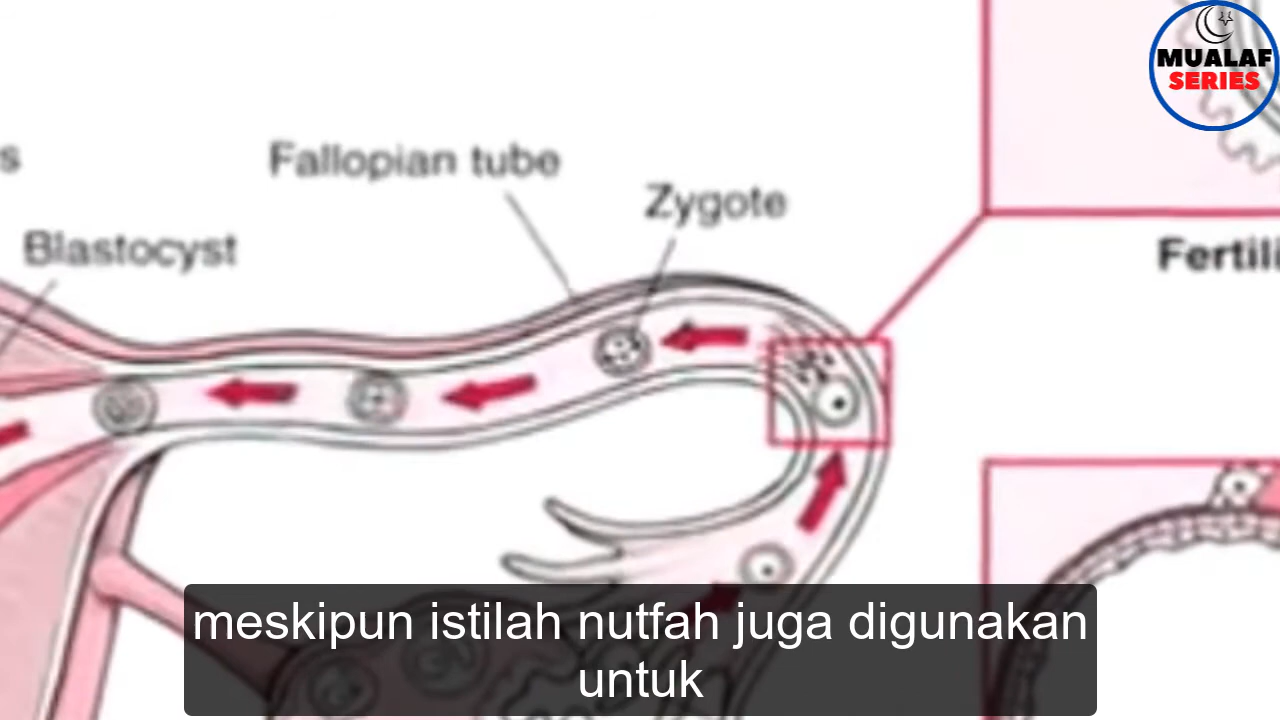 MUALAF
SERIES
Fallopian tube
Zygote
Blastocyst
meskipun istilah nutfah juga digunakan
untuk